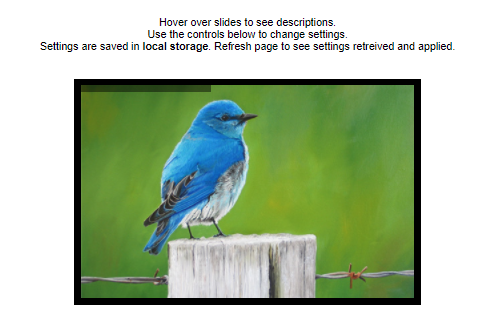 Hover over slides to see descriptions.
Use the controls below to change settings.
Settings are saved in local storage. Refresh page to see settings retreived and applied.